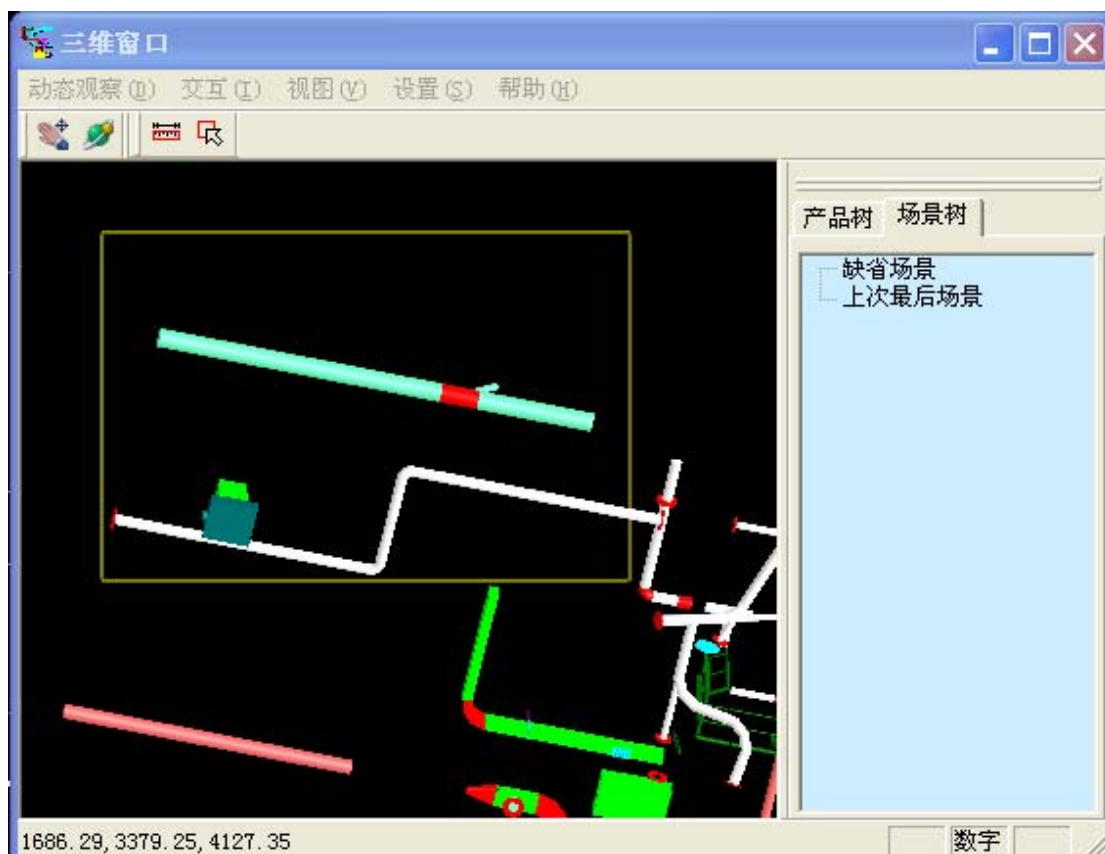 三维窗口
动态观察(D) 交互(I) 视图(V) 设置(S) 帮助(H)
产品树 场景树
缺省场景
上次最后场景
1686.29,3379.25,4127.35 数字